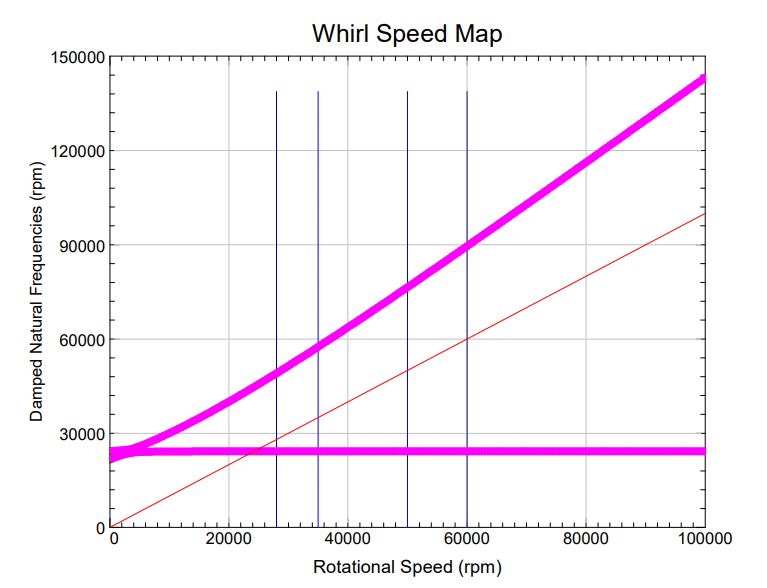 Whirl Speed Map
150000
120000
90000
60000
30000
0
Damped Natural Frequencies (rpm)
0 20000 40000 60000 80000 100000
Rotational Speed (rpm)